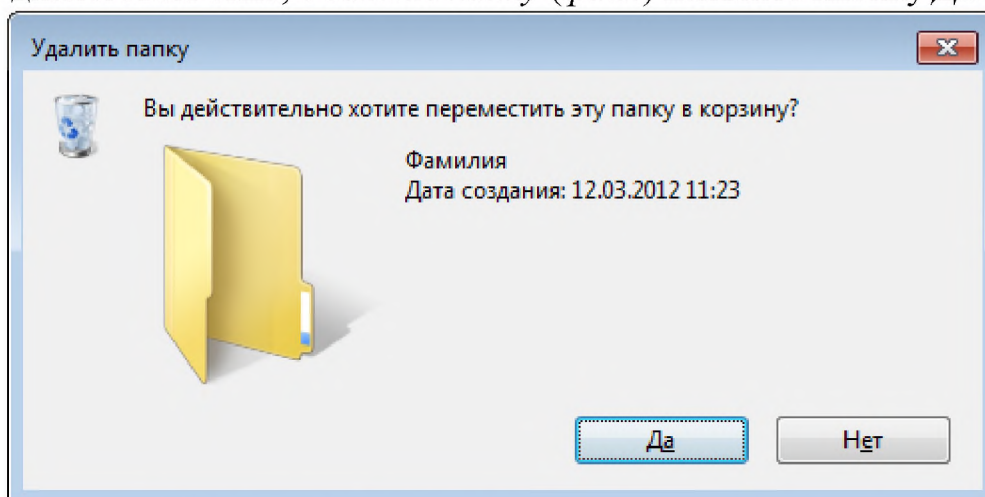 Удалить папку
Вы действительно хотите переместить эту папку в корзину?
Фамилия
Дата создания: 12.03.2012 11:23
Да
Нет